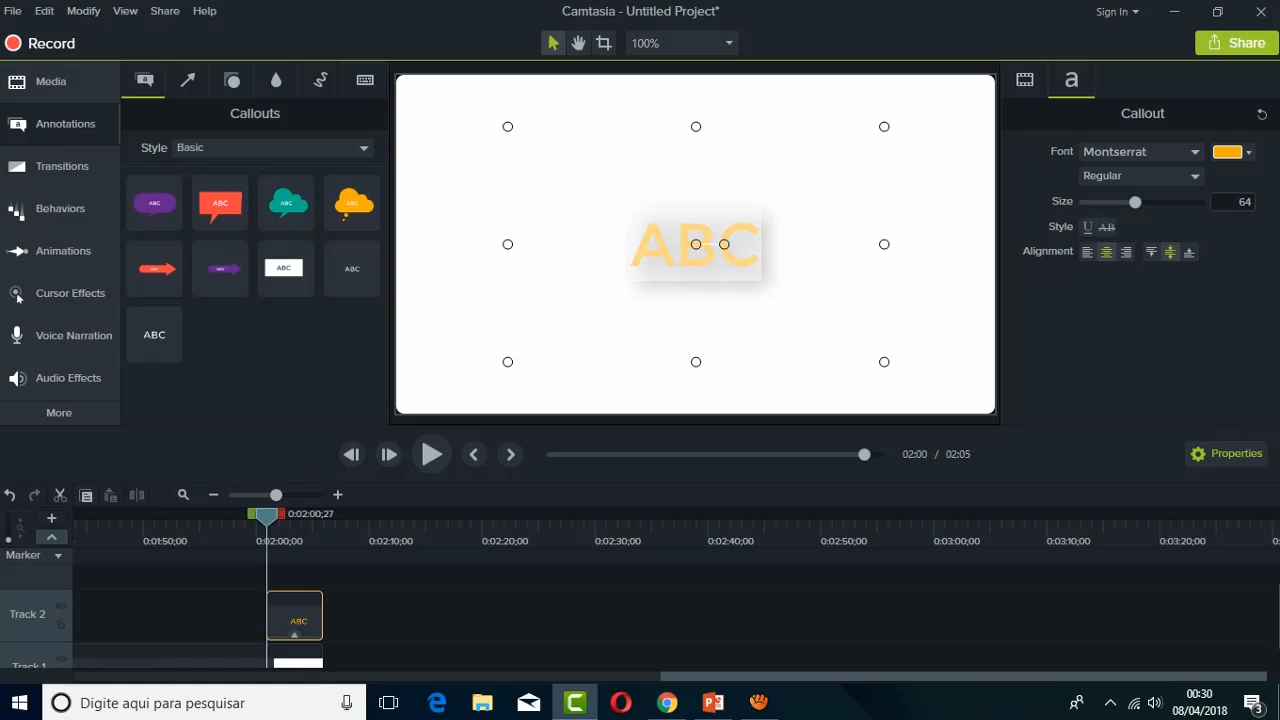 File Edit Modify View Share Help Camtasia - Untitled Project* Sign In
Record 100% Share
Media
Annotations
Transitions
Behaviors
Animations
Cursor Effects
Voice Narration
Audio Effects
More
Callouts
Style Basic
ABC ABC ABC ABC
ABC ABC ABC ABC
ABC
ABC
a
Callout
Font Montserrat
Regular
Size 64
Style U AB
Alignment
02:00 / 02:05
Properties
0:02:00;27
0:01:50;00 0:02:00;00 0:02:10;00 0:02:20;00 0:02:30;00 0:02:40;00 0:02:50;00 0:03:00;00 0:03:10;00 0:03:20;00
Marker
Track 2
ABC
Track 1
Digite aqui para pesquisar
00:30
08/04/2018
3